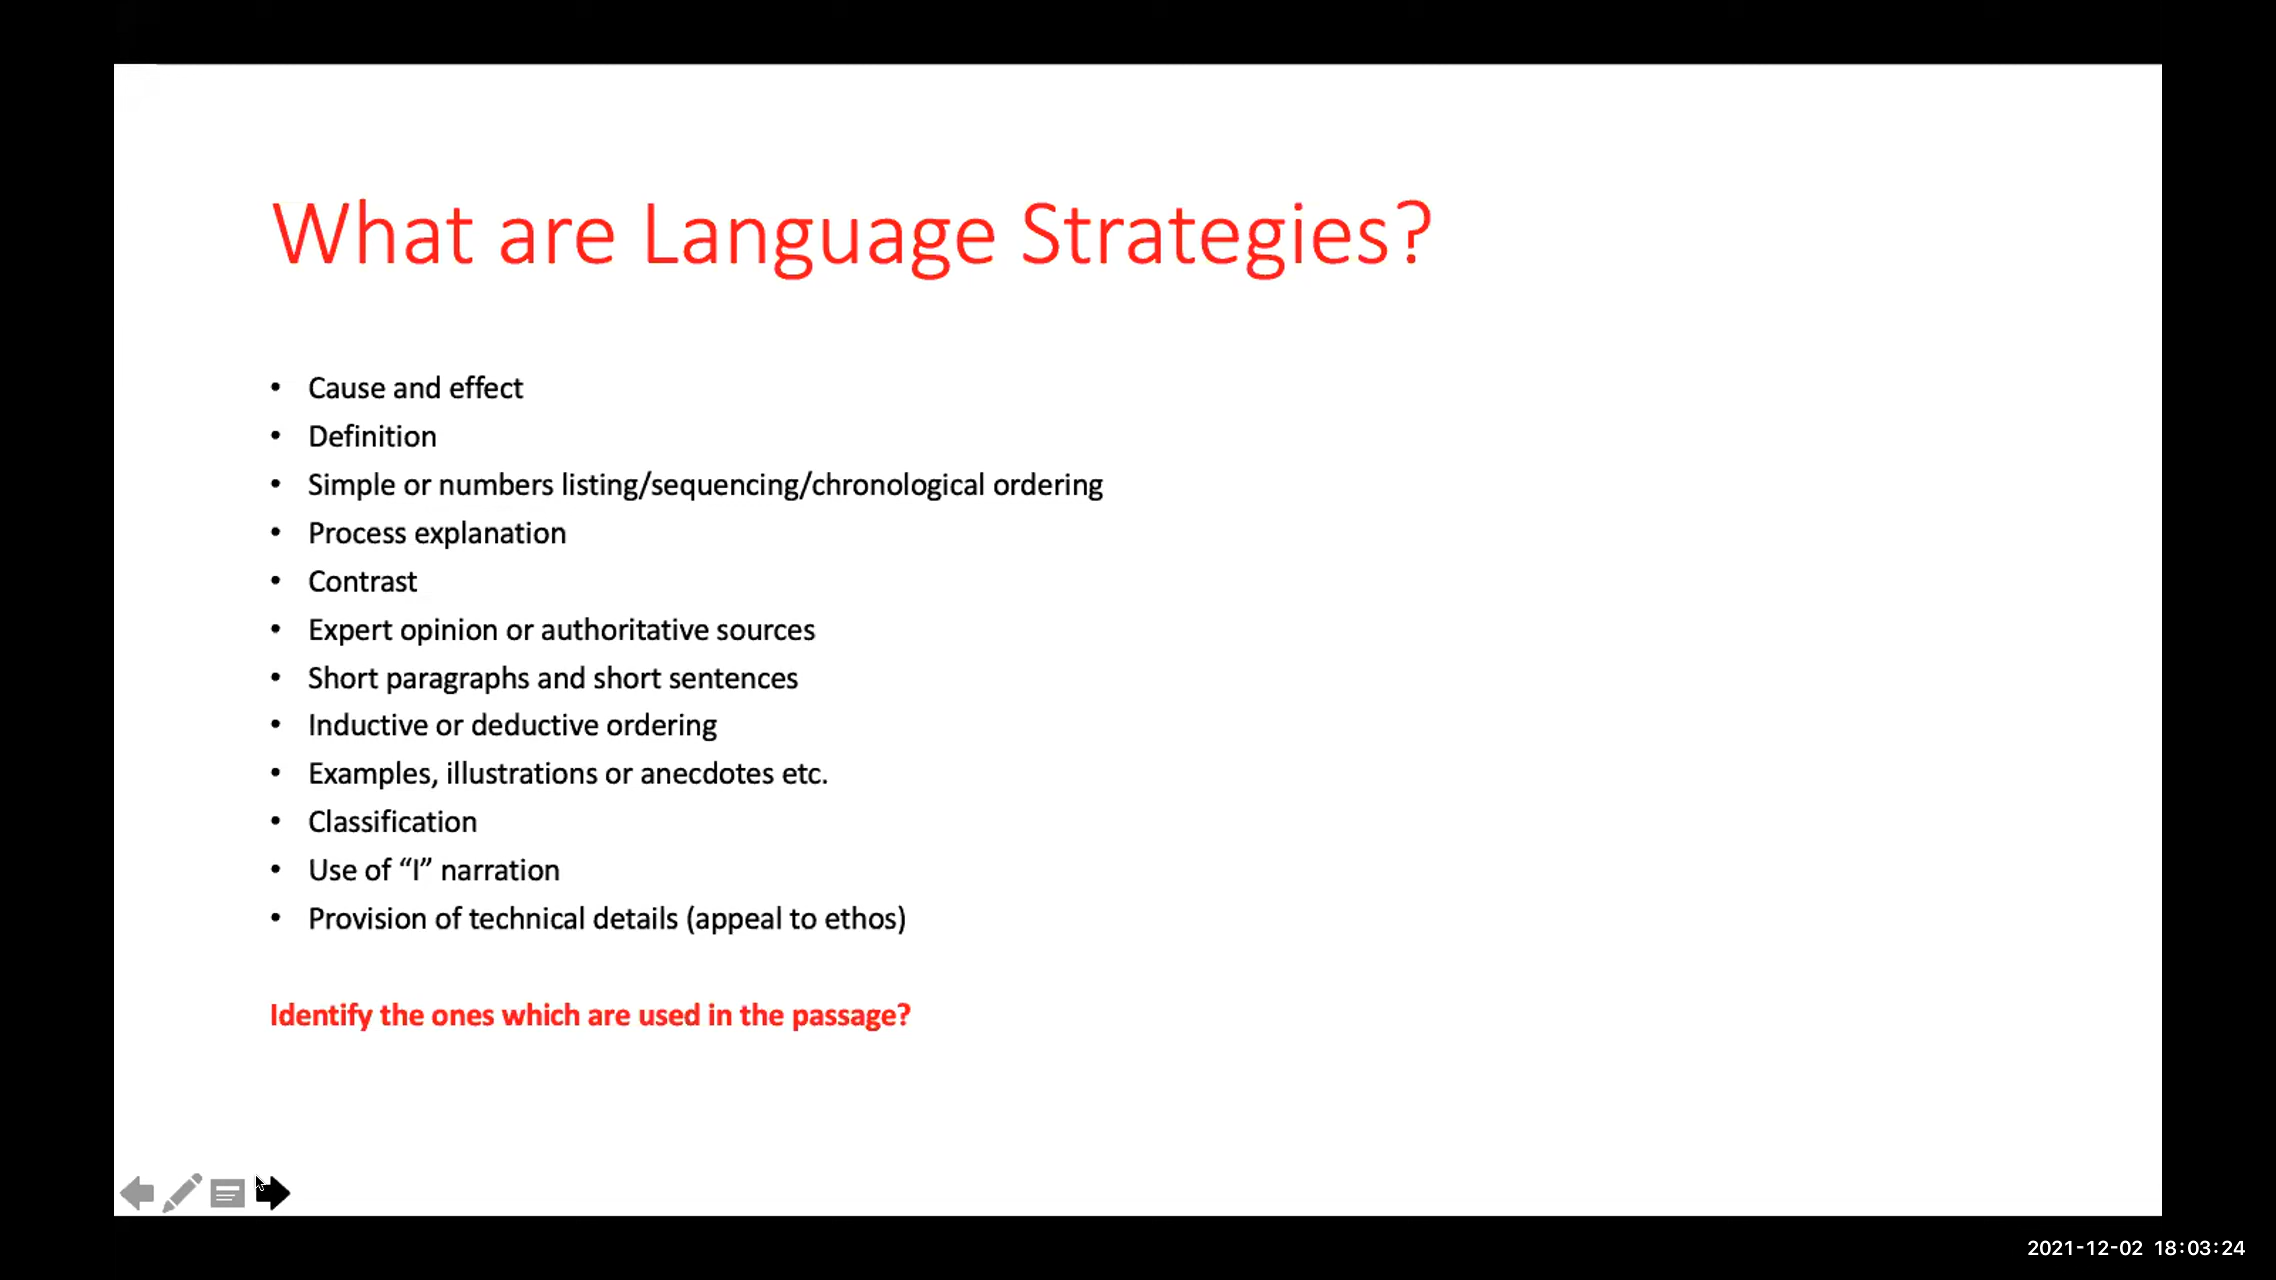 What are Language Strategies?
• Cause and effect
• Definition
• Simple or numbers listing/sequencing/chronological ordering
• Process explanation
• Contrast
• Expert opinion or authoritative sources
• Short paragraphs and short sentences
• Inductive or deductive ordering
• Examples, illustrations or anecdotes etc.
• Classification
• Use of “I” narration
• Provision of technical details (appeal to ethos)
Identify the ones which are used in the passage?
2021-12-02 18:03:24